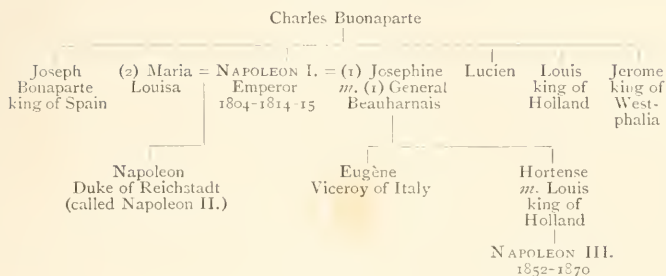 Charles Buonaparte
Joseph (2) Maria = NAPOLEON I. = (1) Josephine Lucien Louis Jerome
Bonaparte Louisa Emperor m. (1) General king of king of
king of Spain 1804-1814-15 Beauharnais Holland West-
phalia
Napoleon Eugène Hortense
Duke of Reichstadt Viceroy of Italy m. Louis
(called Napoleon II.) king of
Holland
NAPOLEON III.
1852-1870